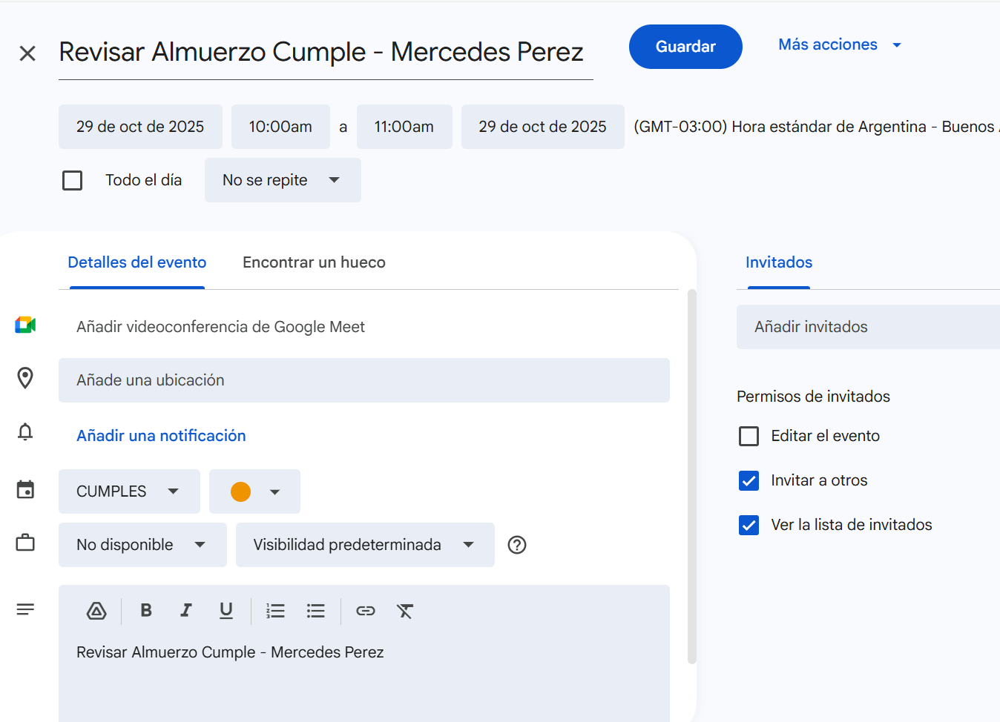 Revisar Almuerzo Cumple - Mercedes Perez
Guardar
Más acciones
29 de oct de 2025
10:00am
a
11:00am
29 de oct de 2025
(GMT-03:00) Hora estándar de Argentina - Buenos
Todo el día
No se repite
Detalles del evento
Encontrar un hueco
Añadir videoconferencia de Google Meet
Añade una ubicación
Añadir una notificación
CUMPLES
No disponible
Visibilidad predeterminada
B I U
Revisar Almuerzo Cumple - Mercedes Perez
Invitados
Añadir invitados
Permisos de invitados
Editar el evento
Invitar a otros
Ver la lista de invitados